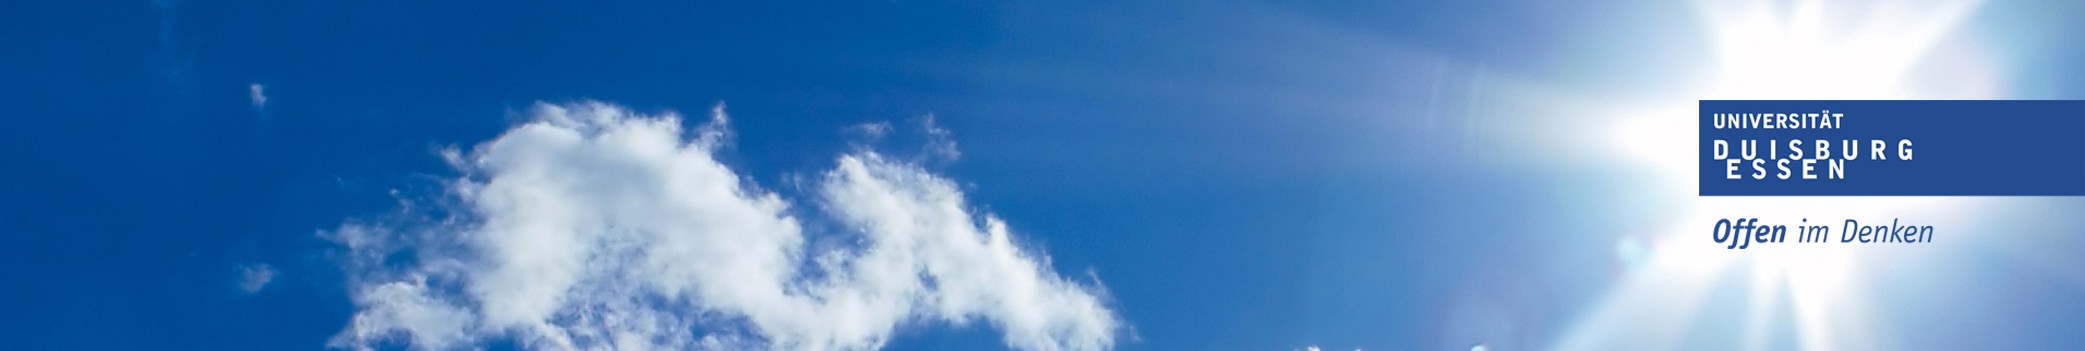 UNIVERSITÄT
DUISBURG
ESSEN
Offen im Denken